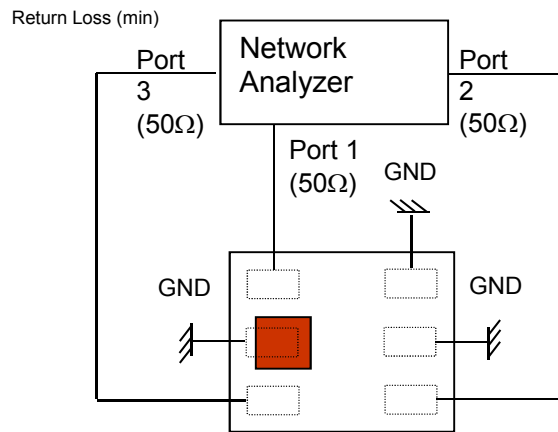 Return Loss (min)
Network
Analyzer
Port
3
(50Ω)
Port
2
(50Ω)
Port 1
(50Ω)
GND
GND
GND